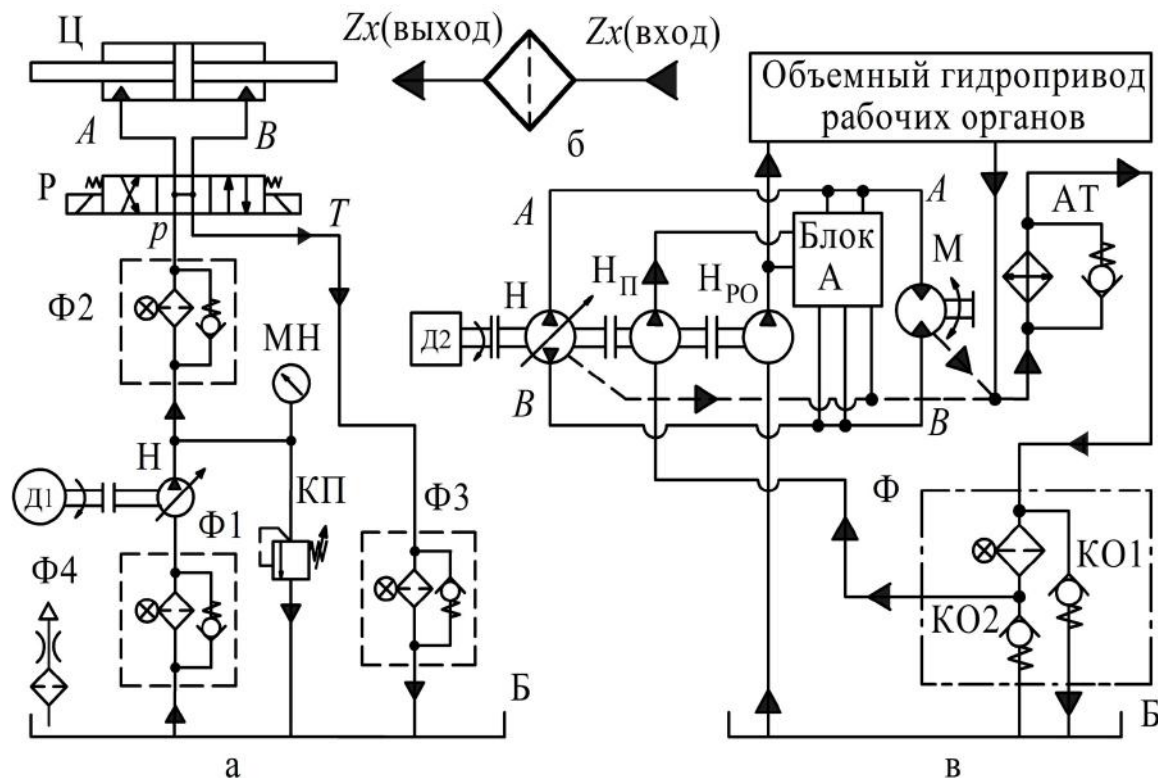 Ц
A
B
Р
p
T
Ф2
МН
Н
Д1
КП
Ф1
Ф3
Ф4
Б
а
Zx(выход)
Zx(вход)
б
Объемный гидропривод
рабочих органов
A
A
АТ
Блок
А
М
Н
НП
НРО
Д2
B
B
Ф
КО1
КО2
Б
в